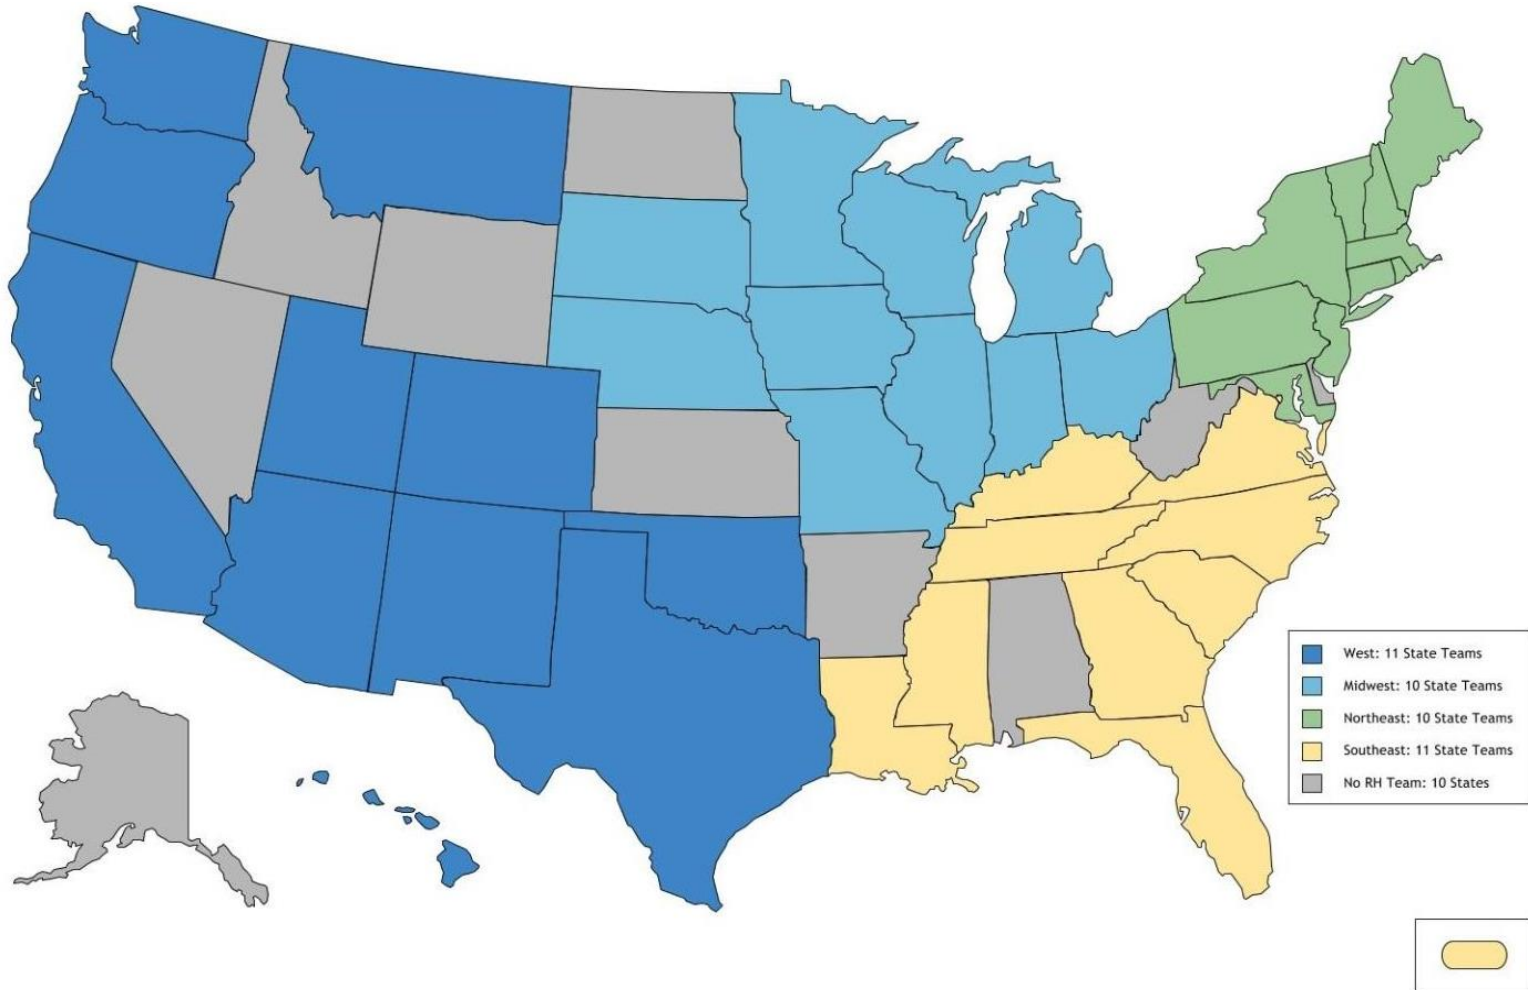 West: 11 State Teams
Midwest: 10 State Teams
Northeast: 10 State Teams
Southeast: 11 State Teams
No RH Team: 10 States